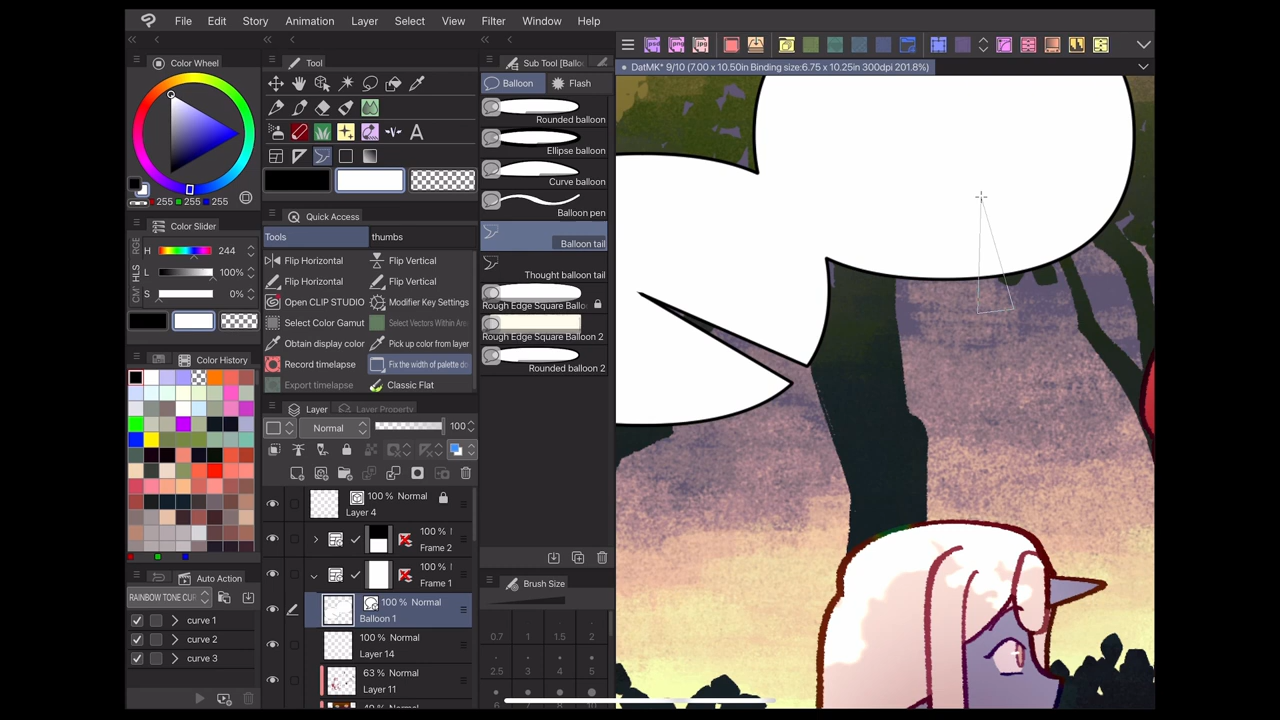 File Edit Story Animation Layer Select View Filter Window Help
Color Wheel
Tool
Sub Tool [Ballo
DatMK* 9/10 (7.00 x 10.50in Binding size:6.75 x 10.25in 300dpi 201.8%)
Balloon Flash
Rounded balloon
Ellipse balloon
Curve balloon
Balloon pen
Balloon tail
Thought balloon tail
Rough Edge Square Ballo
Rough Edge Square Balloon 2
Rounded balloon 2
255 255 255
Color Slider
RGB
HLS
H 244
L 100%
S 0%
Quick Access
Tools thumbs
Flip Horizontal Flip Vertical
Flip Horizontal Flip Vertical
Open CLIP STUDIO Modifier Key Settings
Select Color Gamut Select Vectors Within Are
Obtain display color Pick up color from layer
Record timelapse Fix the width of palette do
Export timelapse Classic Flat
Color History
Layer Layer Property
Normal 100
100 % Normal
Layer 4
100 %
Frame 2
100 %
Frame 1
100 % Normal
Balloon 1
100 % Normal
Layer 14
63 % Normal
Layer 11
Auto Action
RAINBOW TONE CUR
curve 1
curve 2
curve 3
Brush Size
0.7 1 1.5 2
2.5 3 4 5